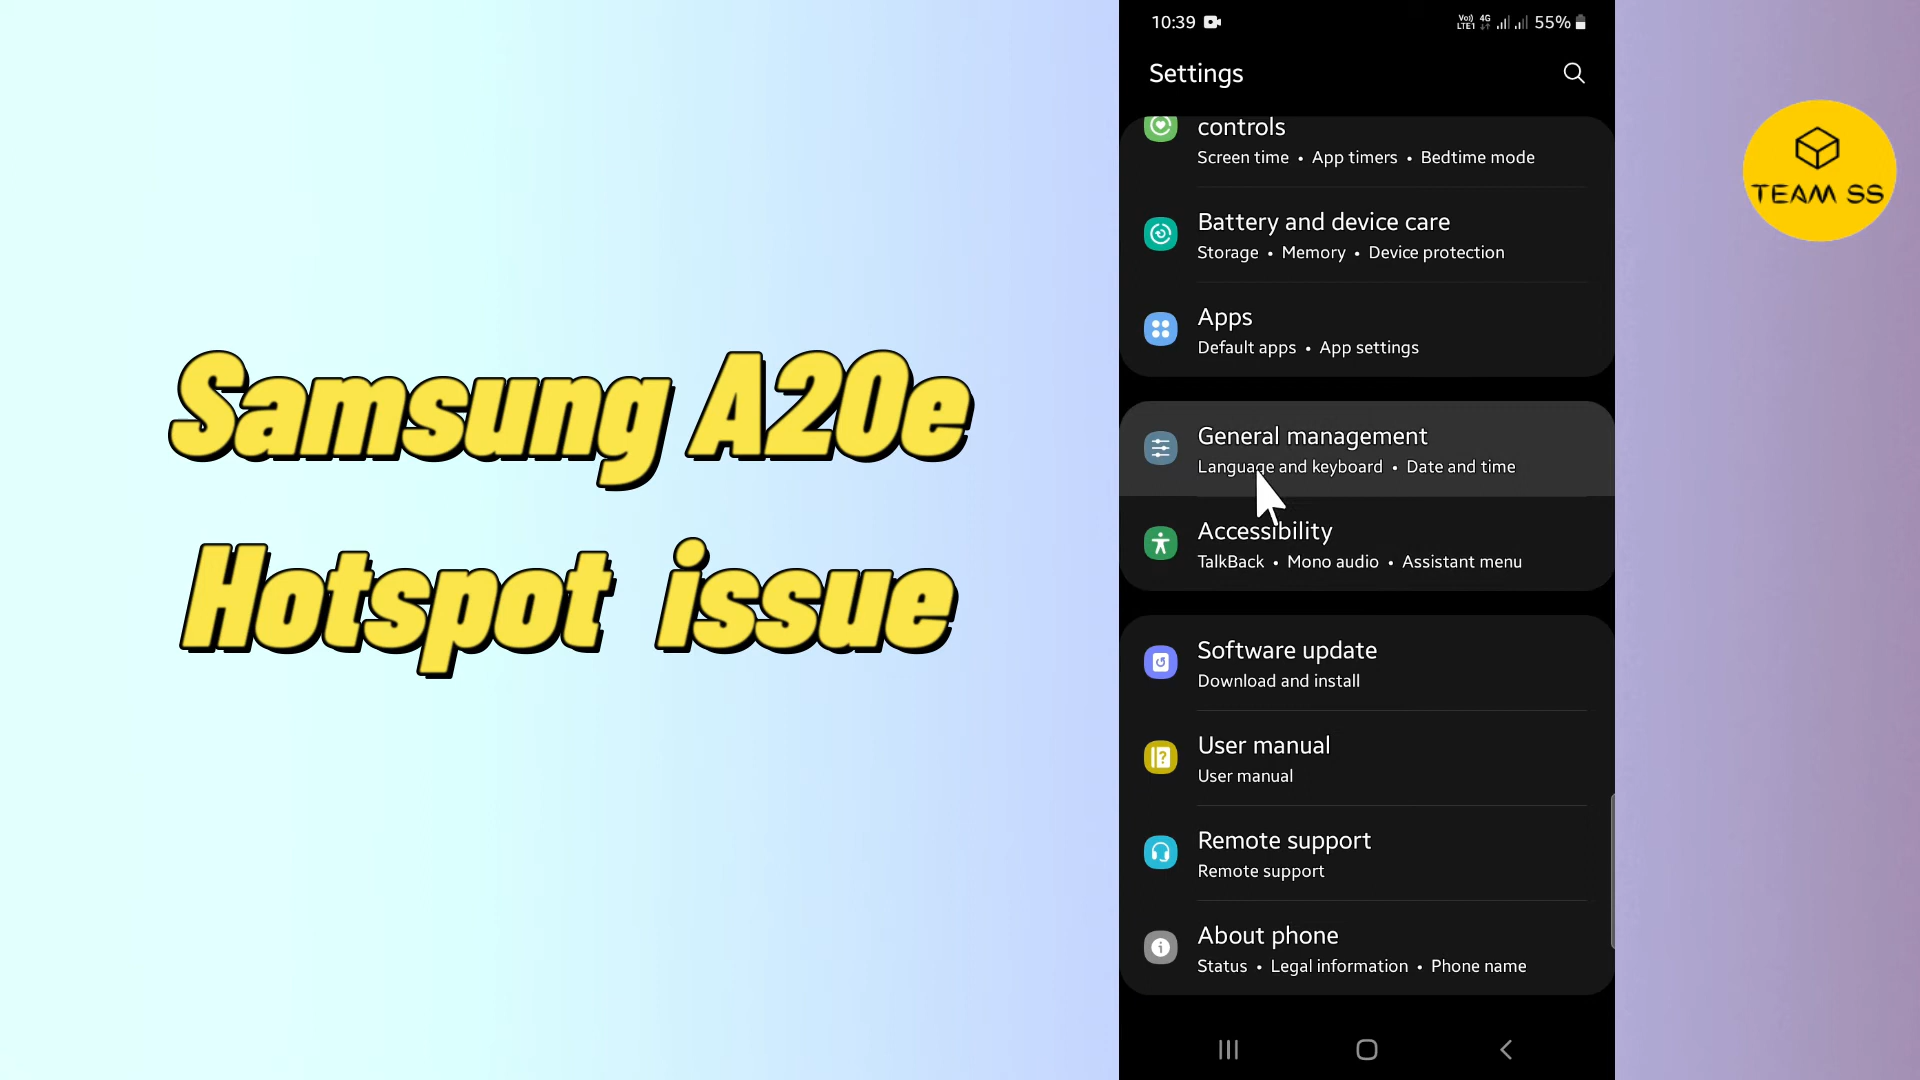 Samsung A20e
Hotspot issue
10:39
Vo)) LTE1 4G 55%
Settings
controls
Screen time • App timers • Bedtime mode
Battery and device care
Storage • Memory • Device protection
Apps
Default apps • App settings
General management
Language and keyboard • Date and time
Accessibility
TalkBack • Mono audio • Assistant menu
Software update
Download and install
User manual
User manual
Remote support
Remote support
About phone
Status • Legal information • Phone name
TEAM SS